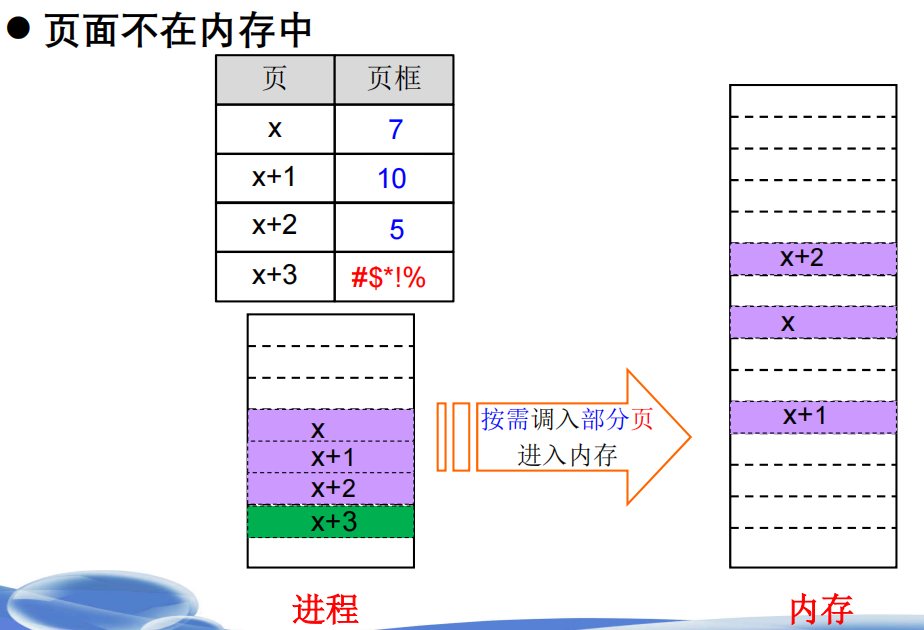 ● 页面不在内存中
页 页框
x 7
x+1 10
x+2 5
x+3 #$*!%
x
x+1
x+2
x+3
按需调入部分页
进入内存
x+2
x
x+1
进程
内存